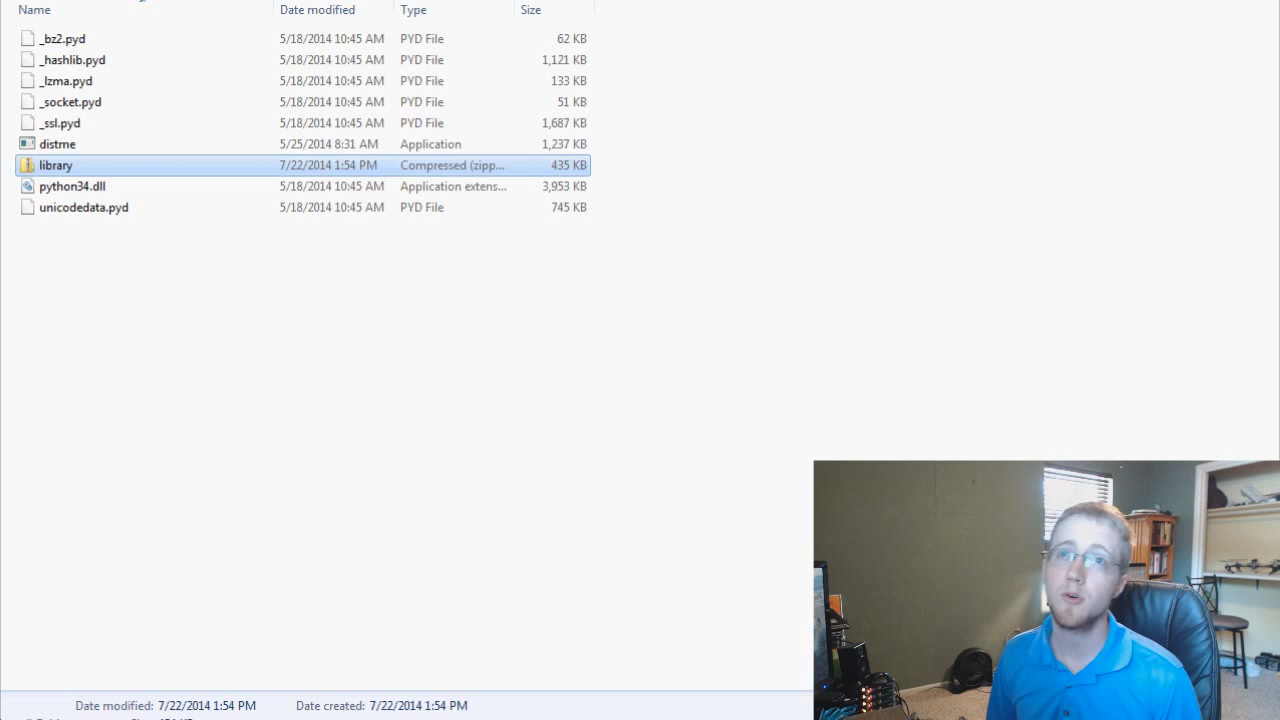 Name Date modified Type Size
_bz2.pyd 5/18/2014 10:45 AM PYD File 62 KB
_hashlib.pyd 5/18/2014 10:45 AM PYD File 1,121 KB
_lzma.pyd 5/18/2014 10:45 AM PYD File 133 KB
_socket.pyd 5/18/2014 10:45 AM PYD File 51 KB
_ssl.pyd 5/18/2014 10:45 AM PYD File 1,687 KB
distme 5/25/2014 8:31 AM Application 1,237 KB
library 7/22/2014 1:54 PM Compressed (zipp... 435 KB
python34.dll 5/18/2014 10:45 AM Application extens... 3,953 KB
unicodedata.pyd 5/18/2014 10:45 AM PYD File 745 KB
Date modified: 7/22/2014 1:54 PM Date created: 7/22/2014 1:54 PM